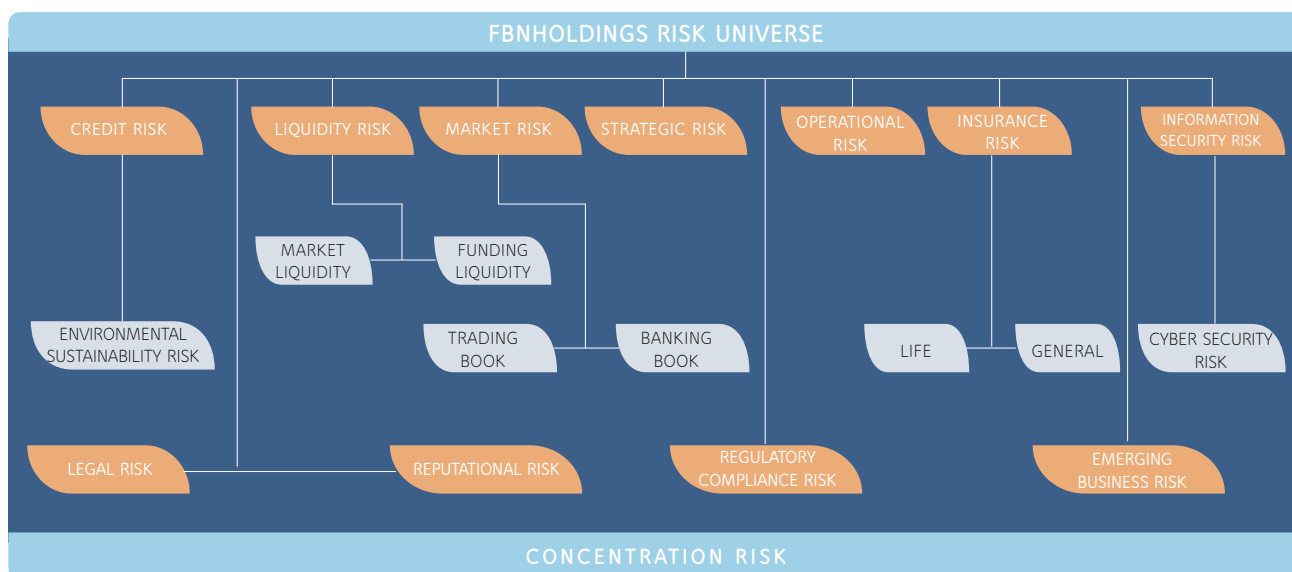 FBNHOLDINGS RISK UNIVERSE
CREDIT RISK
LIQUIDITY RISK
MARKET RISK
STRATEGIC RISK
OPERATIONAL
RISK
INSURANCE
RISK
INFORMATION
SECURITY RISK
MARKET
LIQUIDITY
FUNDING
LIQUIDITY
ENVIRONMENTAL
SUSTAINABILITY RISK
TRADING
BOOK
BANKING
BOOK
LIFE
GENERAL
CYBER SECURITY
RISK
LEGAL RISK
REPUTATIONAL RISK
REGULATORY
COMPLIANCE RISK
EMERGING
BUSINESS RISK
CONCENTRATION RISK